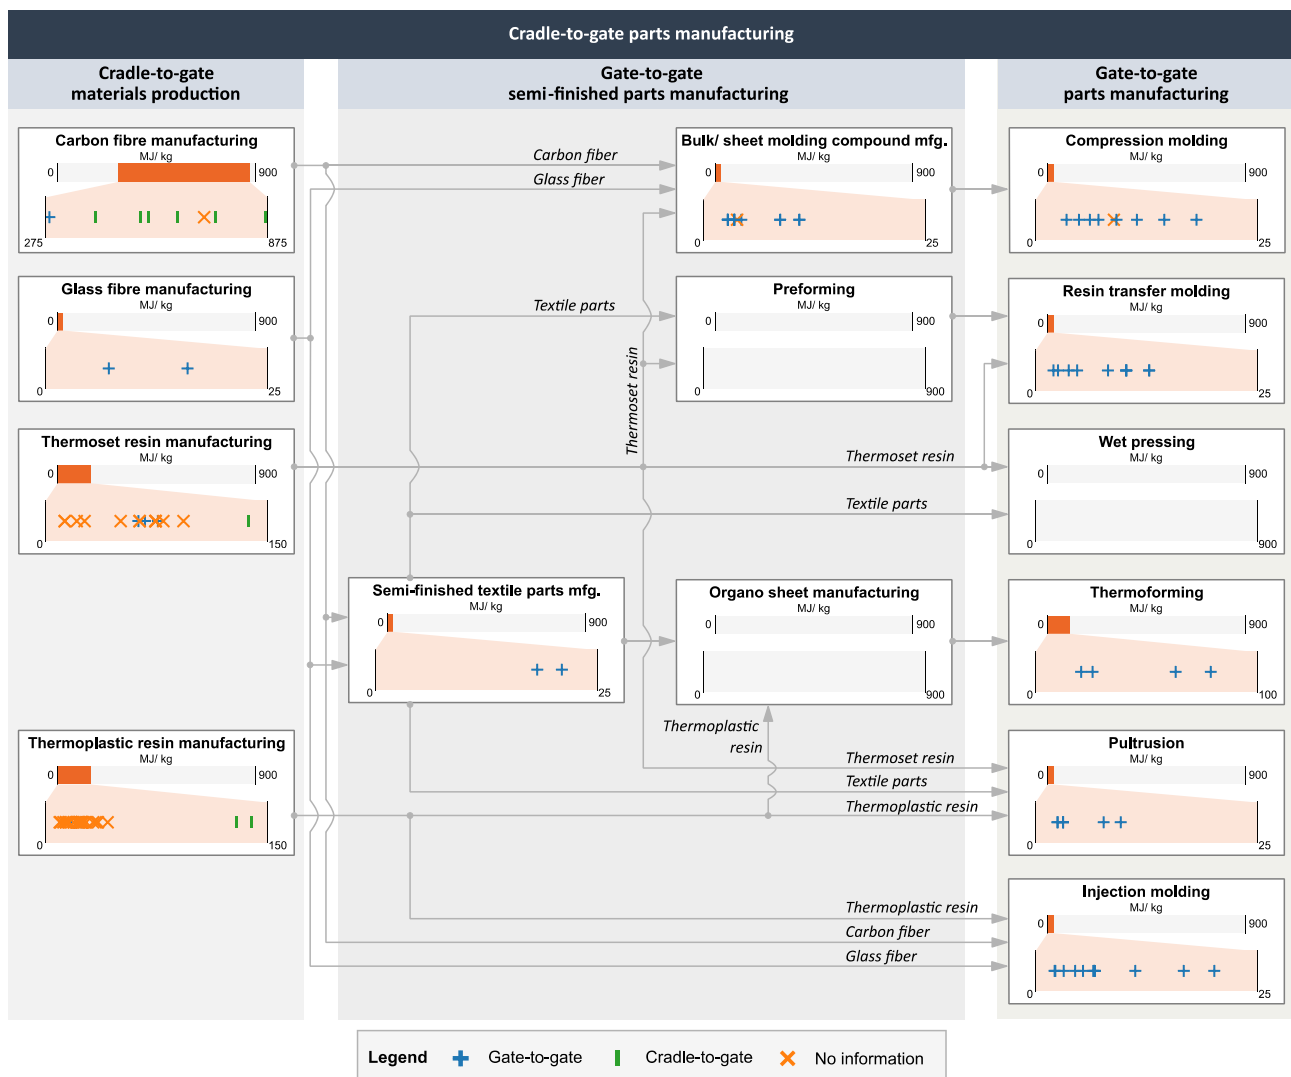 Cradle-to-gate parts manufacturing
Cradle-to-gate
materials production
Gate-to-gate
semi-finished parts manufacturing
Gate-to-gate
parts manufacturing
Carbon fibre manufacturing
MJ/ kg
0
900
275
875
Glass fibre manufacturing
MJ/ kg
0
900
0
25
Thermoset resin manufacturing
MJ/ kg
0
900
0
150
Thermoplastic resin manufacturing
MJ/ kg
0
900
0
150
Carbon fiber
Glass fiber
Textile parts
Thermoset resin
Thermoset resin
Textile parts
Semi-finished textile parts mfg.
MJ/ kg
0
900
0
25
Bulk/ sheet molding compound mfg.
MJ/ kg
0
900
0
25
Preforming
MJ/ kg
0
900
0
900
Organo sheet manufacturing
MJ/ kg
0
900
0
900
Thermoplastic
resin
Thermoset resin
Textile parts
Thermoplastic resin
Thermoplastic resin
Carbon fiber
Glass fiber
Compression molding
MJ/ kg
0
900
0
25
Resin transfer molding
MJ/ kg
0
900
0
25
Wet pressing
MJ/ kg
0
900
0
900
Thermoforming
MJ/ kg
0
900
0
100
Pultrusion
MJ/ kg
0
900
0
25
Injection molding
MJ/ kg
0
900
0
25
Legend
Gate-to-gate
Cradle-to-gate
No information